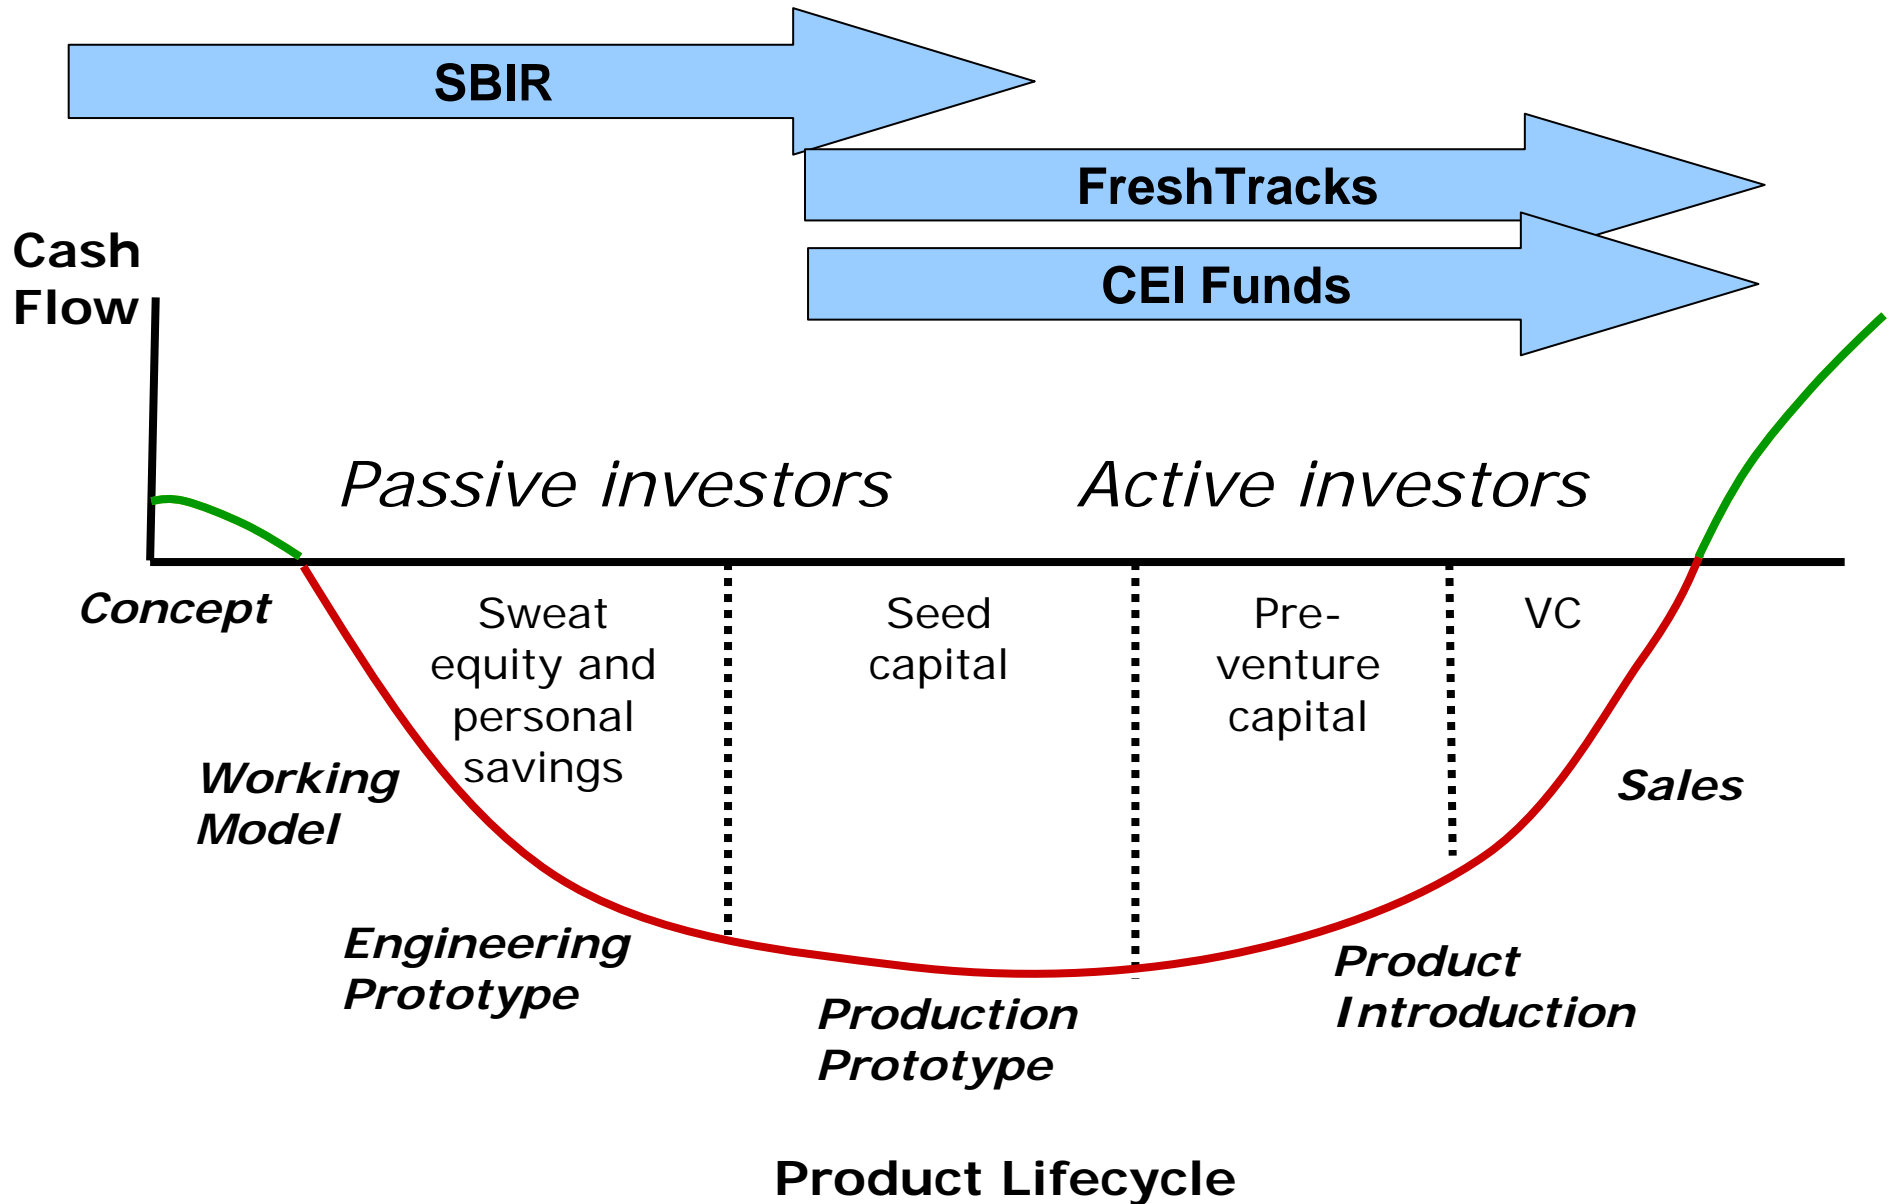 SBIR
FreshTracks
CEI Funds
Cash
Flow
Passive investors
Active investors
Concept
Sweat
equity and
personal
savings
Seed
capital
Pre-
venture
capital
VC
Working
Model
Sales
Engineering
Prototype
Production
Prototype
Product
Introduction
Product Lifecycle